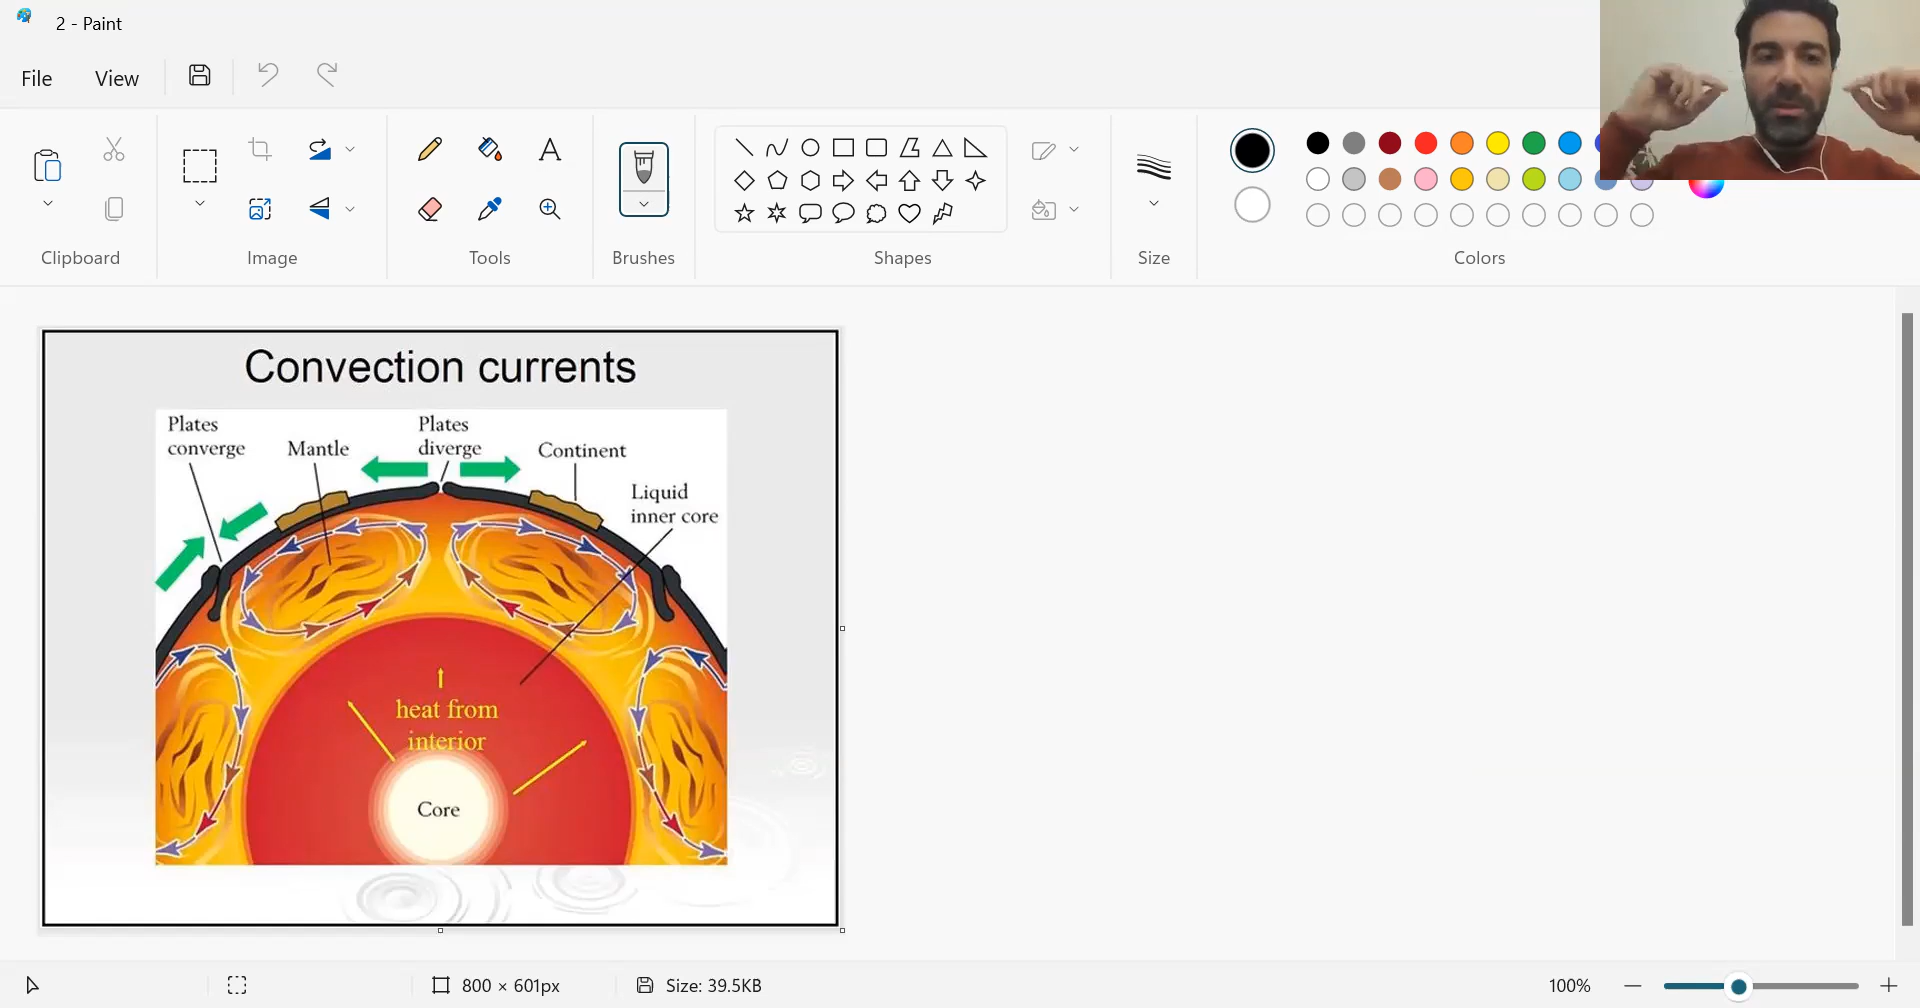 2 - Paint
File
View
Clipboard
Image
Tools
Brushes
Shapes
Size
Colors
Convection currents
Plates
converge
Mantle
Plates
diverge
Continent
Liquid
inner core
heat from
interior
Core
800 × 601px
Size: 39.5KB
100%